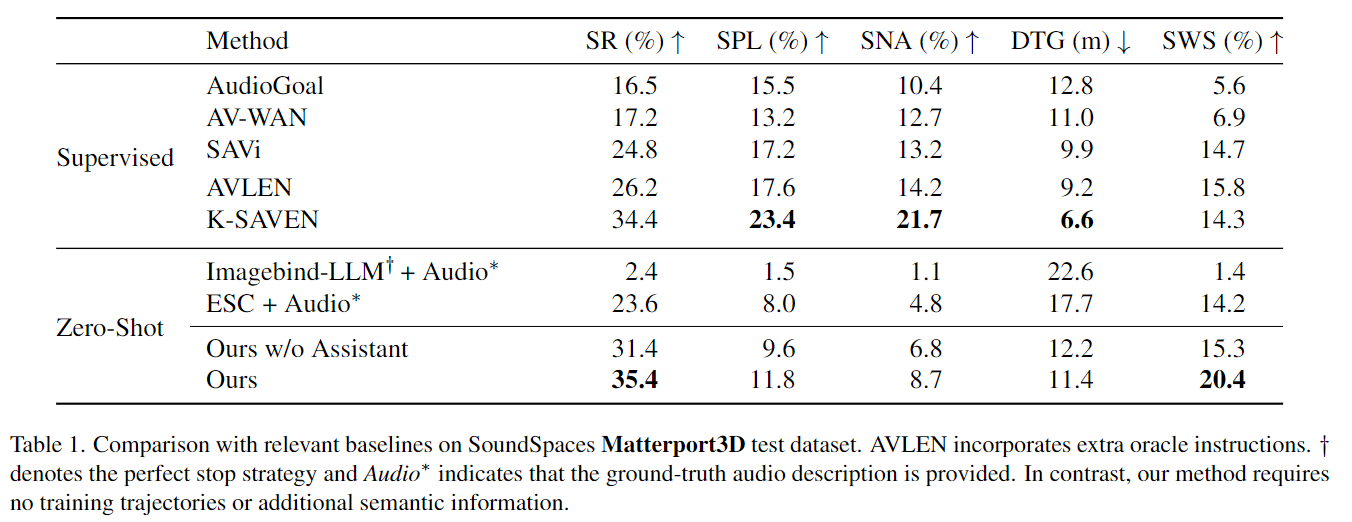 Method SR (%) ↑ SPL (%) ↑ SNA (%) ↑ DTG (m) ↓ SWS (%) ↑
Supervised
AudioGoal 16.5 15.5 10.4 12.8 5.6
AV-WAN 17.2 13.2 12.7 11.0 6.9
SAVi 24.8 17.2 13.2 9.9 14.7
AVLEN 26.2 17.6 14.2 9.2 15.8
K-SAVEN 34.4 23.4 21.7 6.6 14.3
Zero-Shot
Imagebind-LLM† + Audio* 2.4 1.5 1.1 22.6 1.4
ESC + Audio* 23.6 8.0 4.8 17.7 14.2
Ours w/o Assistant 31.4 9.6 6.8 12.2 15.3
Ours 35.4 11.8 8.7 11.4 20.4
Table 1. Comparison with relevant baselines on SoundSpaces Matterport3D test dataset. AVLEN incorporates extra oracle instructions. †
denotes the perfect stop strategy and Audio* indicates that the ground-truth audio description is provided. In contrast, our method requires
no training trajectories or additional semantic information.